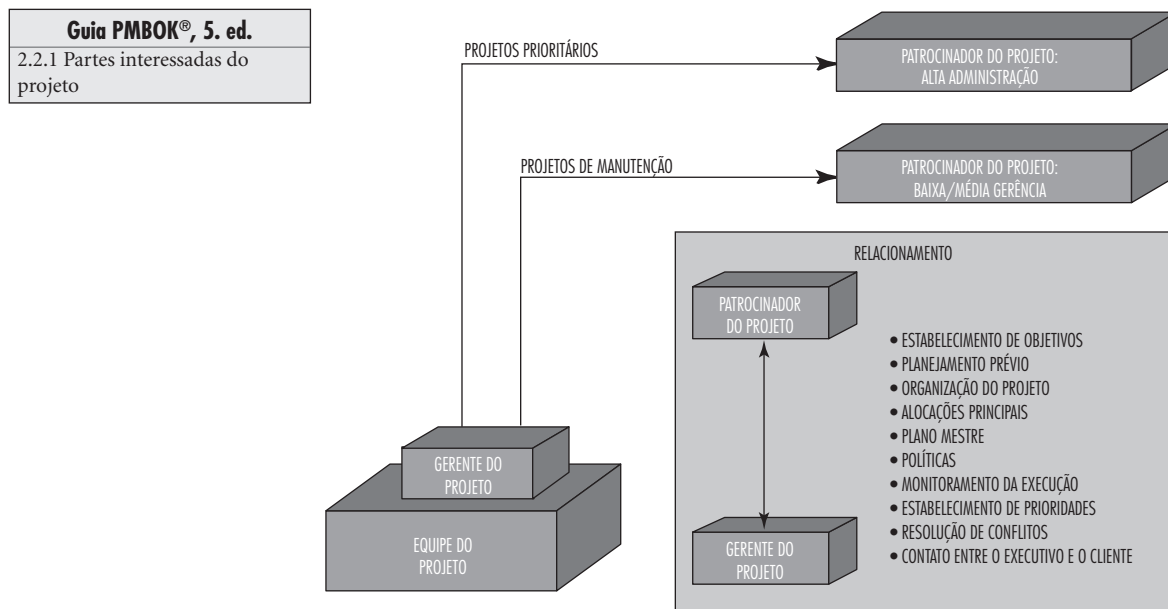 Guia PMBOK®, 5. ed.
2.2.1 Partes interessadas do
projeto
PROJETOS PRIORITÁRIOS
PATROCINADOR DO PROJETO:
ALTA ADMINISTRAÇÃO
PROJETOS DE MANUTENÇÃO
PATROCINADOR DO PROJETO:
BAIXA/MÉDIA GERÊNCIA
GERENTE DO
PROJETO
EQUIPE DO
PROJETO
RELACIONAMENTO
PATROCINADOR
DO PROJETO
• ESTABELECIMENTO DE OBJETIVOS
• PLANEJAMENTO PRÉVIO
• ORGANIZAÇÃO DO PROJETO
• ALOCAÇÕES PRINCIPAIS
• PLANO MESTRE
• POLÍTICAS
• MONITORAMENTO DA EXECUÇÃO
• ESTABELECIMENTO DE PRIORIDADES
• RESOLUÇÃO DE CONFLITOS
• CONTATO ENTRE O EXECUTIVO E O CLIENTE
GERENTE DO
PROJETO